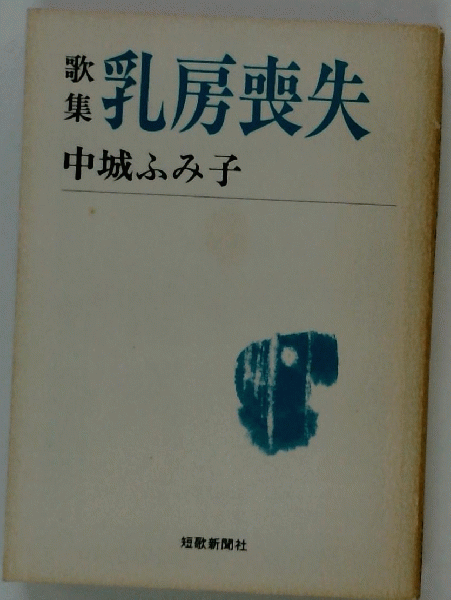 歌集 乳房喪失
中城ふみ子
短歌新聞社